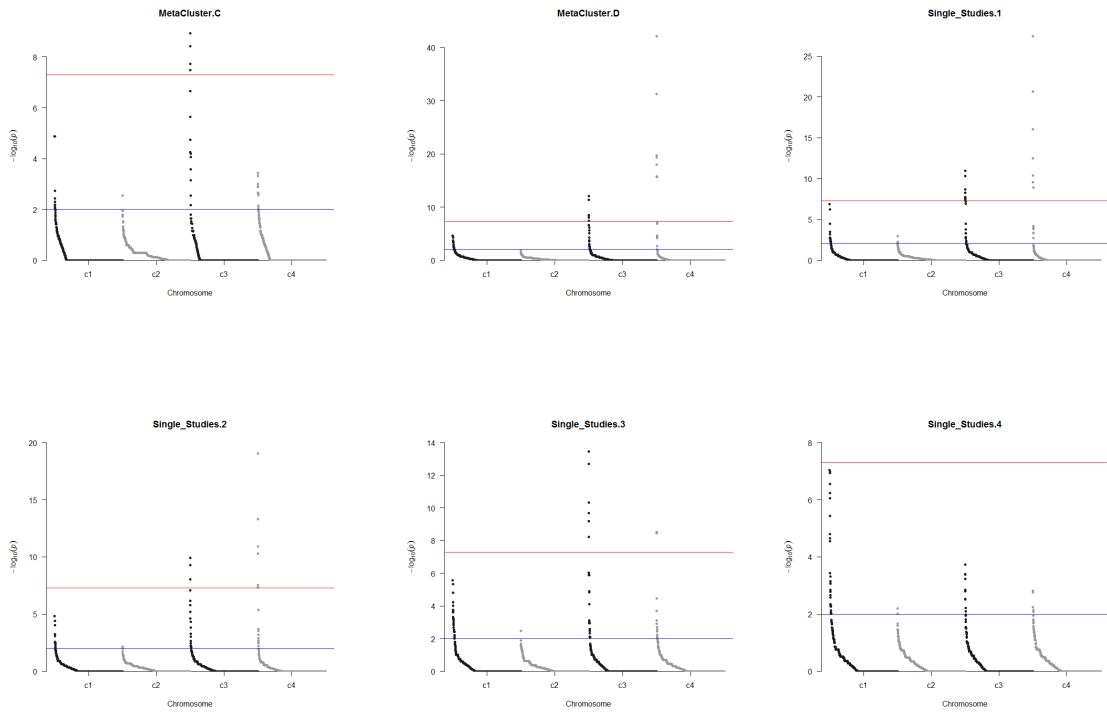 MetaCluster.C
MetaCluster.D
Single_Studies.1
8
6
4
2
0
−log10(p)
c1 c2 c3 c4
Chromosome
40
30
20
10
0
−log10(p)
c1 c2 c3 c4
Chromosome
25
20
15
10
5
0
−log10(p)
c1 c2 c3 c4
Chromosome
Single_Studies.2
Single_Studies.3
Single_Studies.4
20
15
10
5
0
−log10(p)
c1 c2 c3 c4
Chromosome
14
12
10
8
6
4
2
0
−log10(p)
c1 c2 c3 c4
Chromosome
8
6
4
2
0
−log10(p)
c1 c2 c3 c4
Chromosome